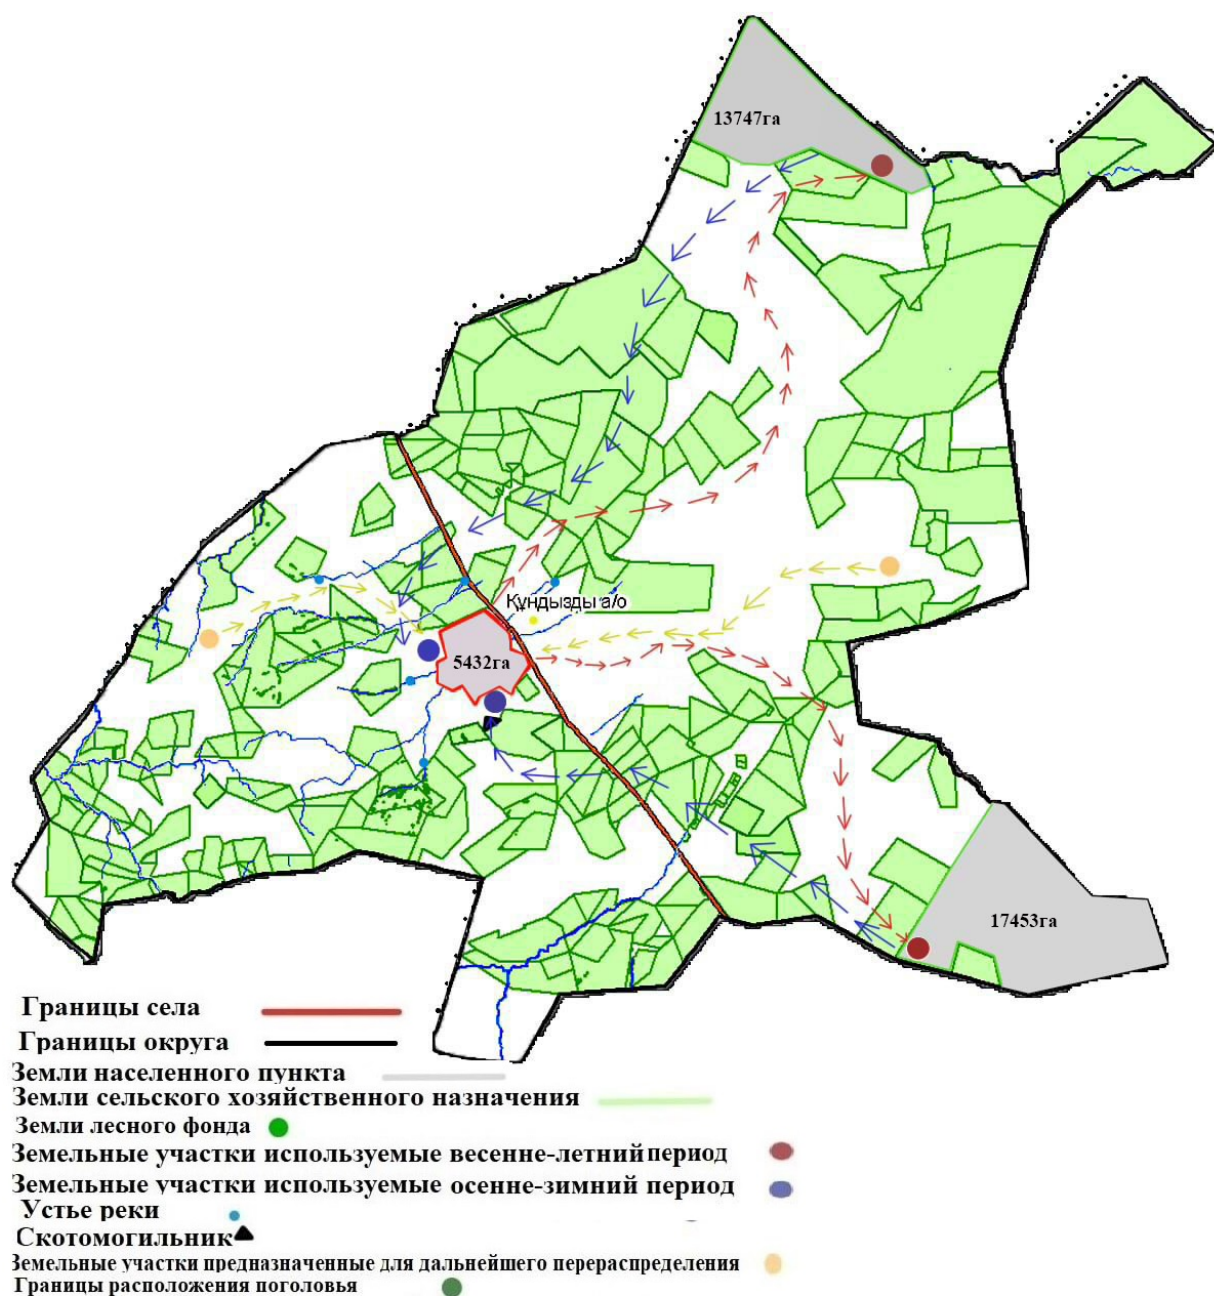 13747га
Құндызды а/о
5432га
17453га
Границы села
Границы округа
Земли населенного пункта
Земли сельского хозяйственного назначения
Земли лесного фонда
Земельные участки используемые весенне-летний период
Земельные участки используемые осенне-зимний период
Устье реки
Скотомогильник
Земельные участки предназначенные для дальнейшего перераспределения
Границы расположения поголовья